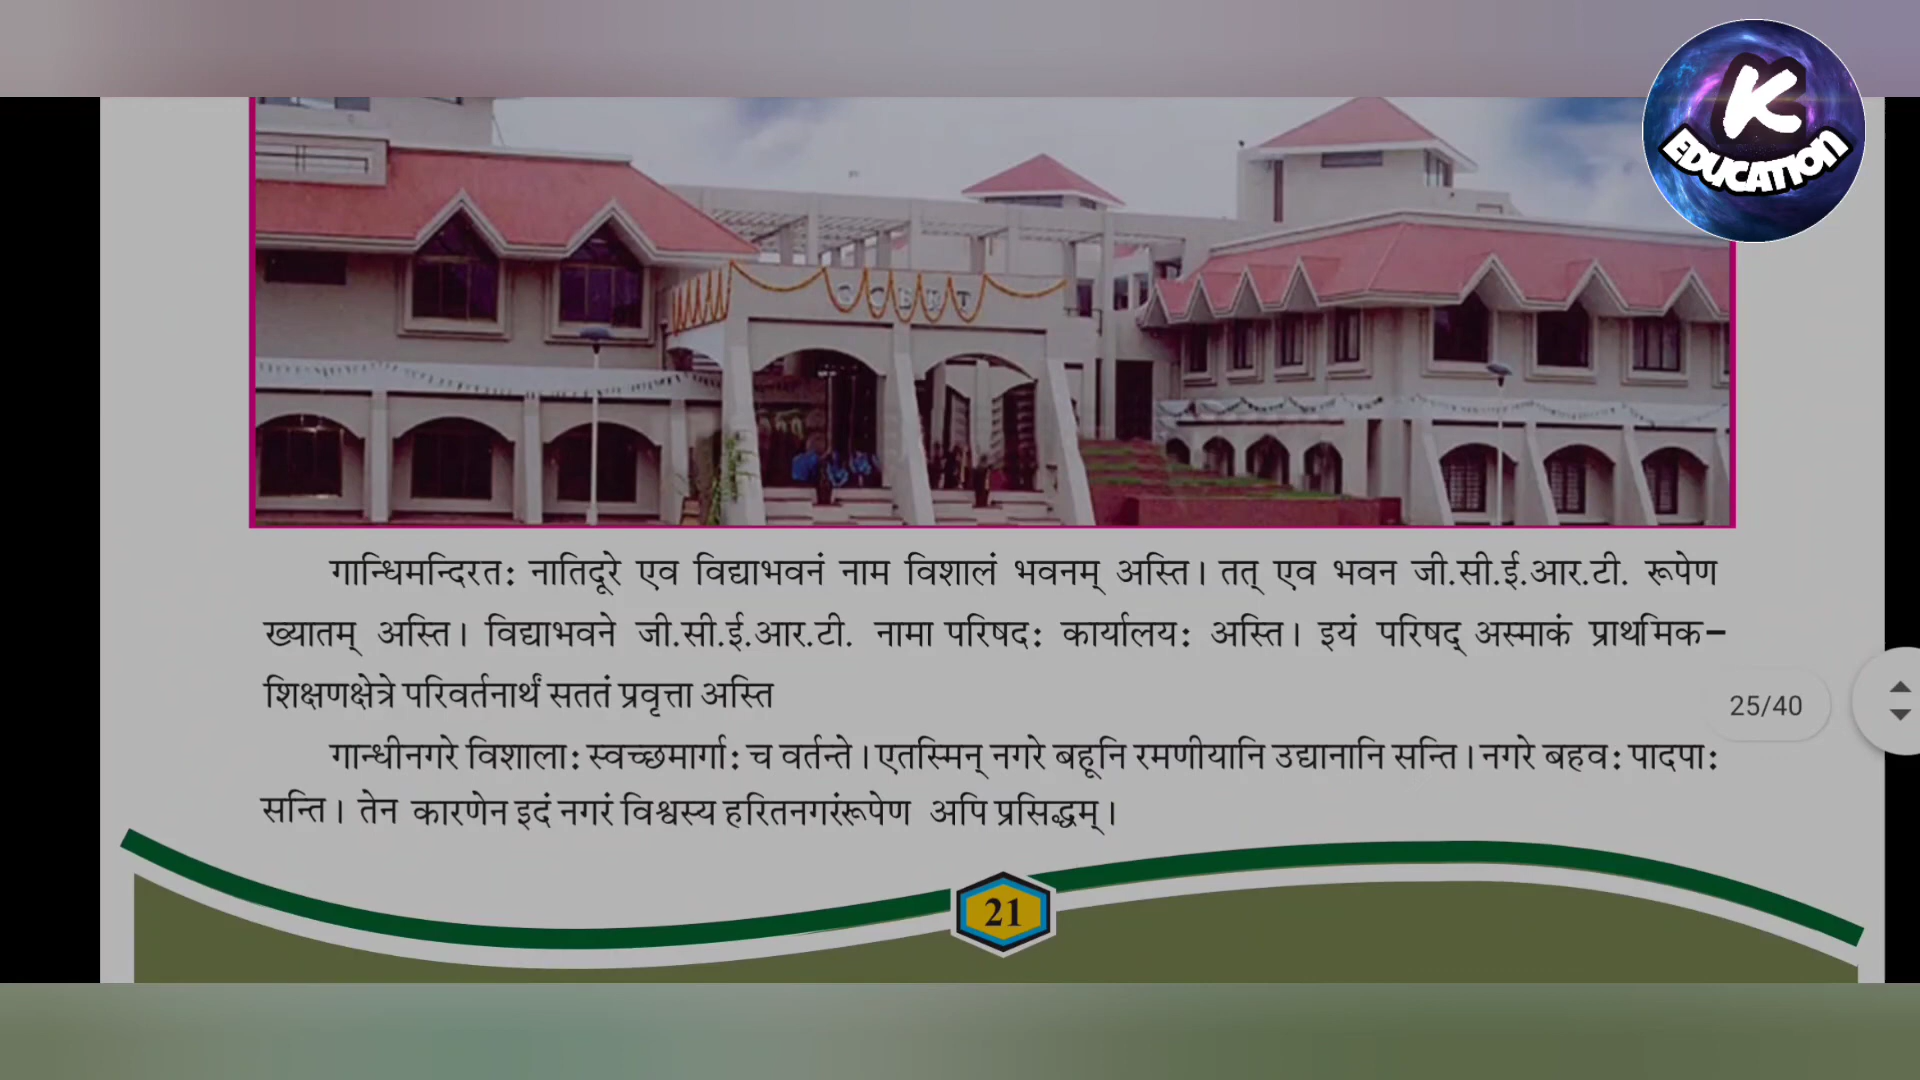 K
EDUCATION
GCERT
गान्धिमन्दिरतः नातिदूरे एव विद्याभवनं नाम विशालं भवनम् अस्ति। तत् एव भवन जी.सी.ई.आर.टी. रूपेण
ख्यातम् अस्ति। विद्याभवने जी.सी.ई.आर.टी. नामा परिषदः कार्यालयः अस्ति। इयं परिषद् अस्माकं प्राथमिक-
शिक्षणक्षेत्रे परिवर्तनार्थं सततं प्रवृत्ता अस्ति
25/40
गान्धीनगरे विशालाः स्वच्छमार्गाः च वर्तन्ते। एतस्मिन् नगरे बहूनि रमणीयानि उद्यानानि सन्ति। नगरे बहवः पादपाः
सन्ति। तेन कारणेन इदं नगरं विश्वस्य हरितनगरंरूपेण अपि प्रसिद्धम्।
21